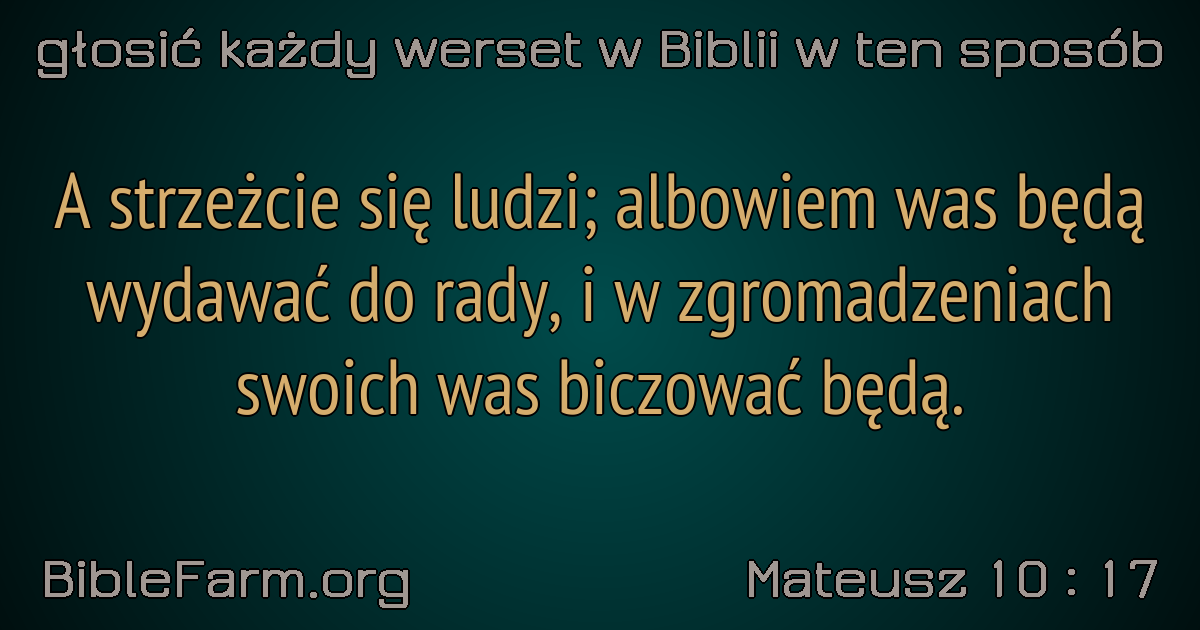 głosić każdy werset w Biblii w ten sposób
A strzeżcie się ludzi; albowiem was będą
wydawać do rady, i w zgromadzeniach
swoich was biczować będą.
BibleFarm.org
Mateusz 10 : 17